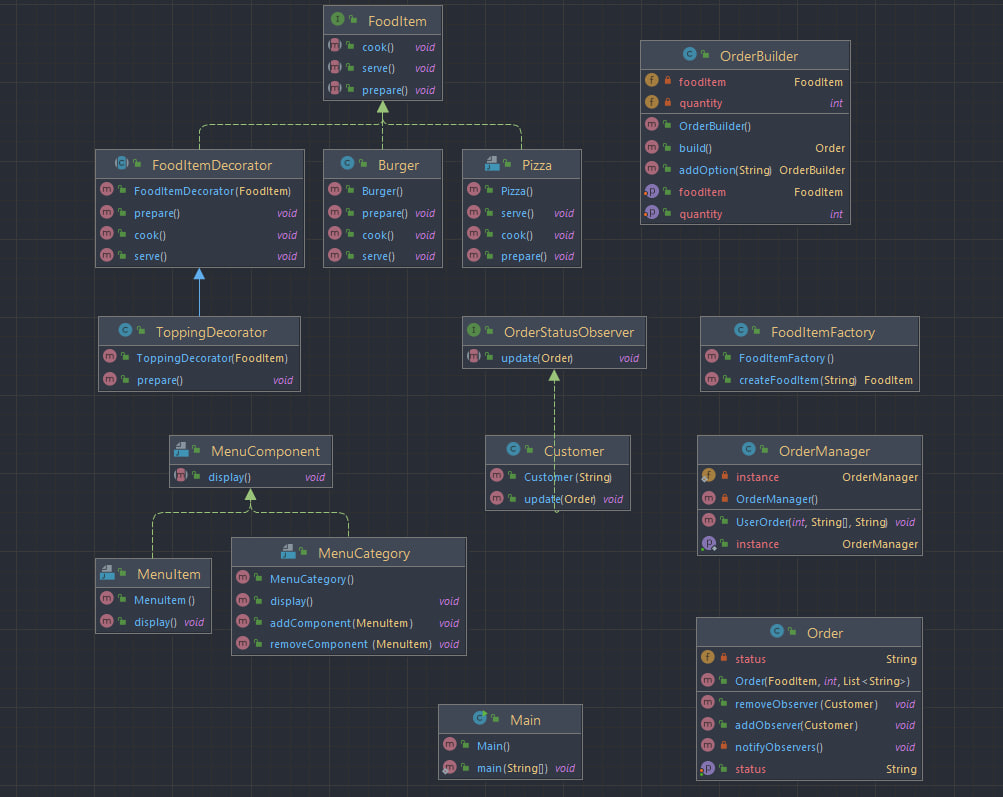 FoodItem
cook() void
serve() void
prepare() void
OrderBuilder
foodItem FoodItem
quantity int
OrderBuilder()
build() Order
addOption(String) OrderBuilder
foodItem FoodItem
quantity int
FoodItemDecorator
FoodItemDecorator(FoodItem)
prepare() void
cook() void
serve() void
Burger
Burger()
prepare() void
cook() void
serve() void
Pizza
Pizza()
serve() void
cook() void
prepare() void
ToppingDecorator
ToppingDecorator(FoodItem)
prepare() void
OrderStatusObserver
update(Order) void
FoodItemFactory
FoodItemFactory()
createFoodItem(String) FoodItem
MenuComponent
display() void
Customer
Customer(String)
update(Order) void
OrderManager
instance OrderManager
OrderManager()
UserOrder(int, String[], String) void
instance OrderManager
MenuItem
MenuItem()
display() void
MenuCategory
MenuCategory()
display() void
addComponent(MenuItem) void
removeComponent(MenuItem) void
Order
status String
Order(FoodItem, int, List<String>)
removeObserver(Customer) void
addObserver(Customer) void
notifyObservers() void
status String
Main
Main()
main(String[]) void